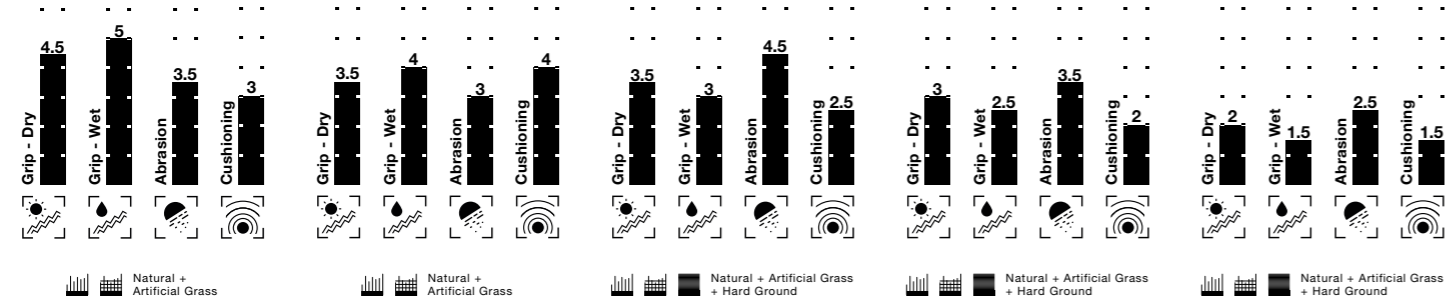 4.5
5
3.5
3
Grip - Dry
Grip - Wet
Abrasion
Cushioning
Natural +
Artificial Grass
3.5
4
3
4
Grip - Dry
Grip - Wet
Abrasion
Cushioning
Natural +
Artificial Grass
3.5
3
4.5
2.5
Grip - Dry
Grip - Wet
Abrasion
Cushioning
Natural + Artificial Grass
+ Hard Ground
3
2.5
3.5
2
Grip - Dry
Grip - Wet
Abrasion
Cushioning
Natural + Artificial Grass
+ Hard Ground
2
1.5
2.5
1.5
Grip - Dry
Grip - Wet
Abrasion
Cushioning
Natural + Artificial Grass
+ Hard Ground